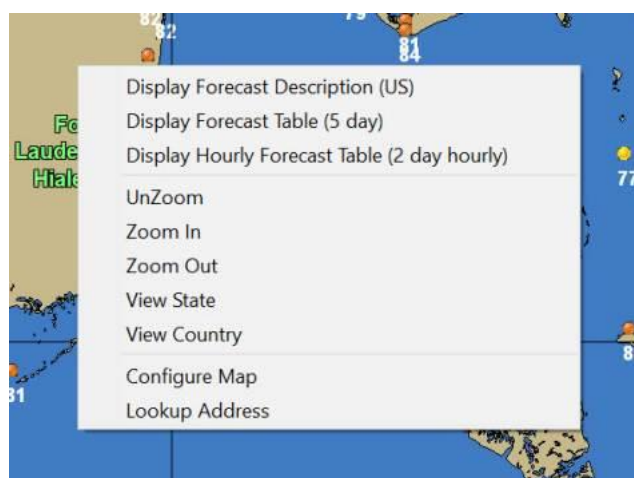 82
82
81
84
Display Forecast Description (US)
Display Forecast Table (5 day)
Display Hourly Forecast Table (2 day hourly)
UnZoom
Zoom In
Zoom Out
View State
View Country
Configure Map
Lookup Address
77
81